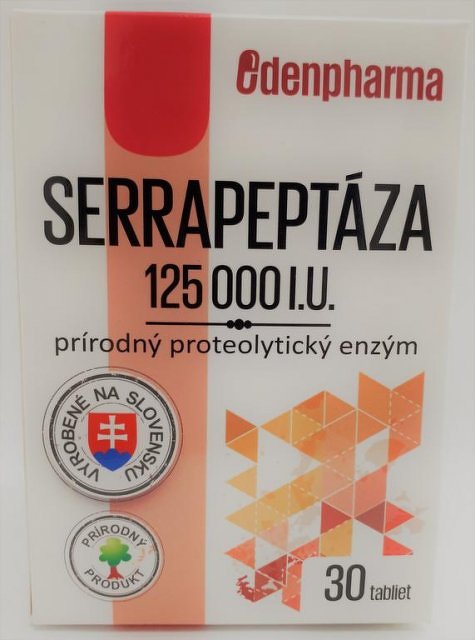 edenpharma
SERRAPEPTÁZA
125 000 I.U.
prírodný proteolytický enzým
VYROBENÉ NA SLOVENSKU
PRÍRODNÝ
PRODUKT
30 tabliet